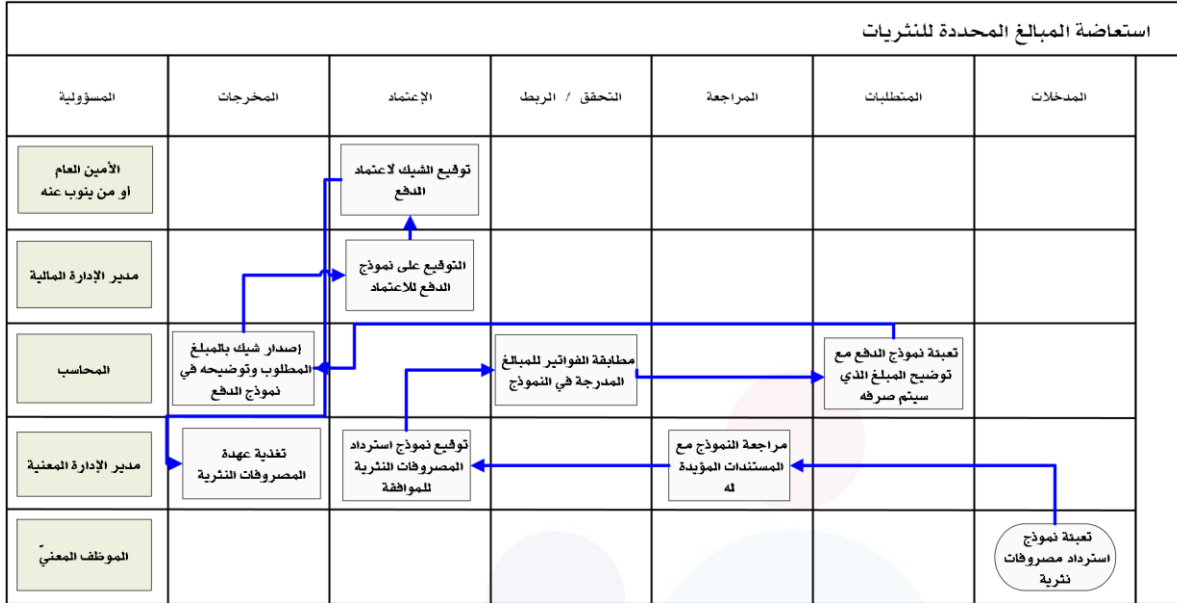 استعاضة المبالغ المحددة للنثريات
المدخلات
المتطلبات
المراجعة
التحقق / الربط
الإعتماد
المخرجات
المسؤولية
توقيع الشيك لاعتماد
الدفع
الأمين العام
او من ينوب عنه
التوقيع على نموذج
الدفع للاعتماد
مدير الإدارة المالية
تعبئة نموذج الدفع مع
توضيح المبلغ الذي
سيتم صرفه
مطابقة الفواتير للمبالغ
المدرجة في النموذج
إصدار شيك بالمبلغ
المطلوب وتوضيحه في
نموذج الدفع
المحاسب
مراجعة النموذج مع
المستندات المؤيدة
له
توقيع نموذج استرداد
المصروفات النثرية
للموافقة
تغذية عهدة
المصروفات النثرية
مدير الإدارة المعنية
تعبئة نموذج
استرداد مصروفات
نثرية
الموظف المعنيّ